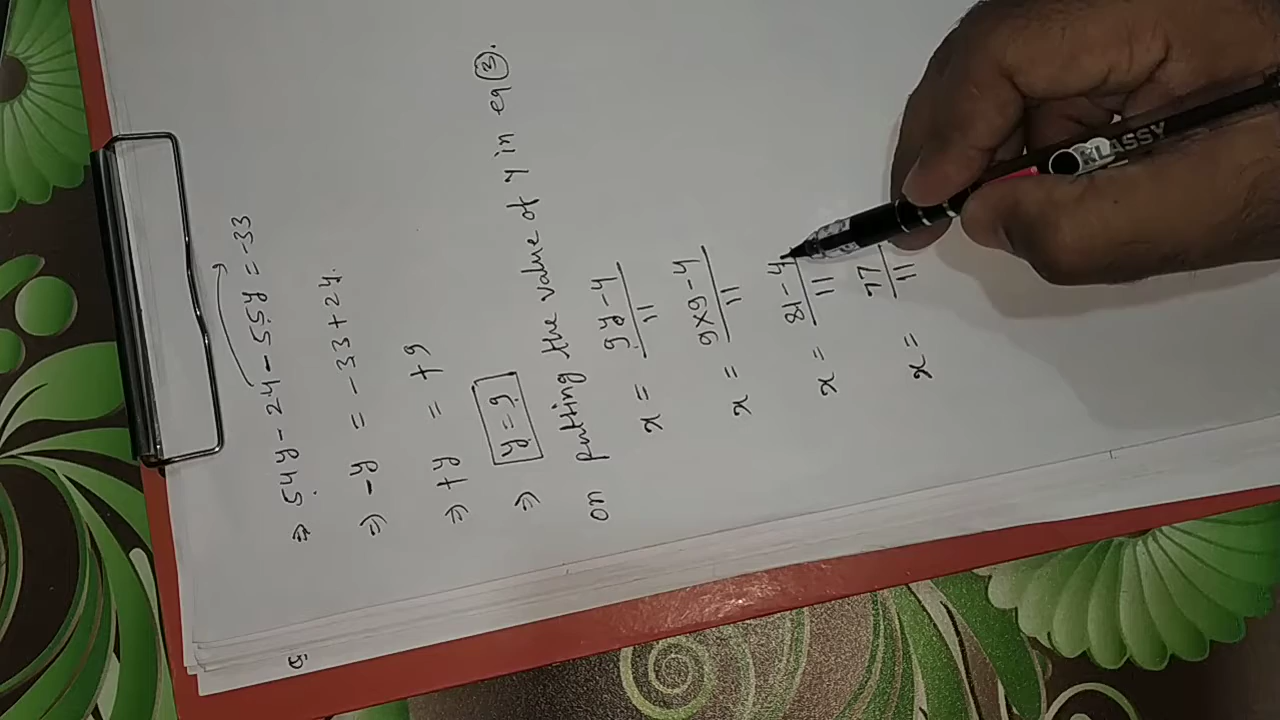 ⇒ 54y - 24 - 55y = -33
⇒ -y = -33+24.
⇒ +y = +9
⇒ y = 9
on putting the value of y in eq ③.
x = 9y-4/11
x = 9×9-4/11
x = 81-4/11
x = 77/11
KLASSY